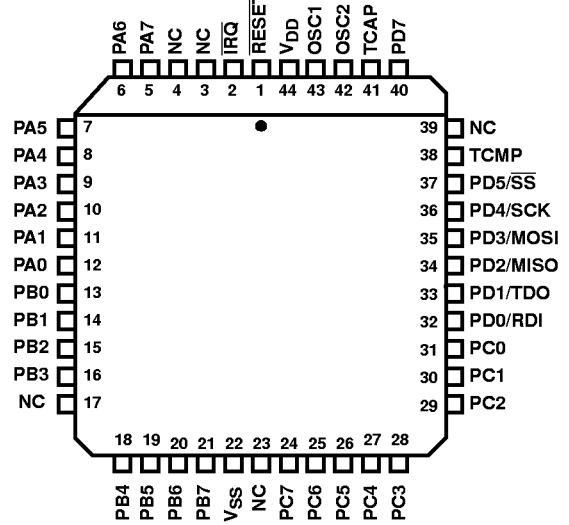 PA6 PA7 NC NC IRQ RESET VDD OSC1 OSC2 TCAP PD7
6 5 4 3 2 1 44 43 42 41 40
PA5 7 39 NC
PA4 8 38 TCMP
PA3 9 37 PD5/SS
PA2 10 36 PD4/SCK
PA1 11 35 PD3/MOSI
PA0 12 34 PD2/MISO
PB0 13 33 PD1/TDO
PB1 14 32 PD0/RDI
PB2 15 31 PC0
PB3 16 30 PC1
NC 17 29 PC2
18 19 20 21 22 23 24 25 26 27 28
PB4 PB5 PB6 PB7 VSS NC PC7 PC6 PC5 PC4 PC3